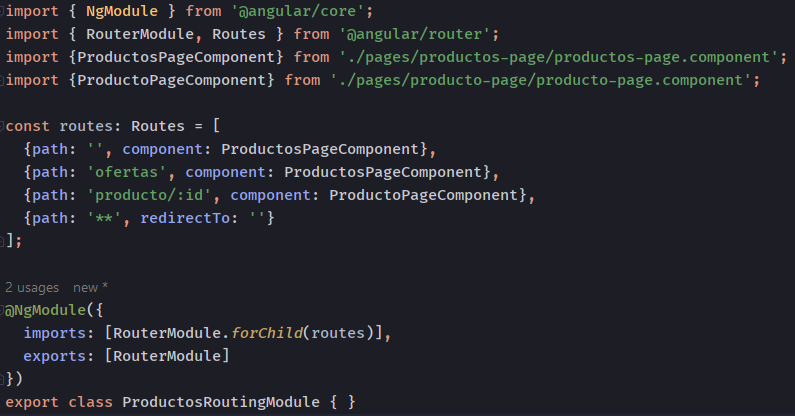 import { NgModule } from '@angular/core';
import { RouterModule, Routes } from '@angular/router';
import {ProductosPageComponent} from './pages/productos-page/productos-page.component';
import {ProductoPageComponent} from './pages/producto-page/producto-page.component';
const routes: Routes = [
  {path: '', component: ProductosPageComponent},
  {path: 'ofertas', component: ProductosPageComponent},
  {path: 'producto/:id', component: ProductoPageComponent},
  {path: '**', redirectTo: ''}
];
2 usages   new *
@NgModule({
  imports: [RouterModule.forChild(routes)],
  exports: [RouterModule]
})
export class ProductosRoutingModule { }